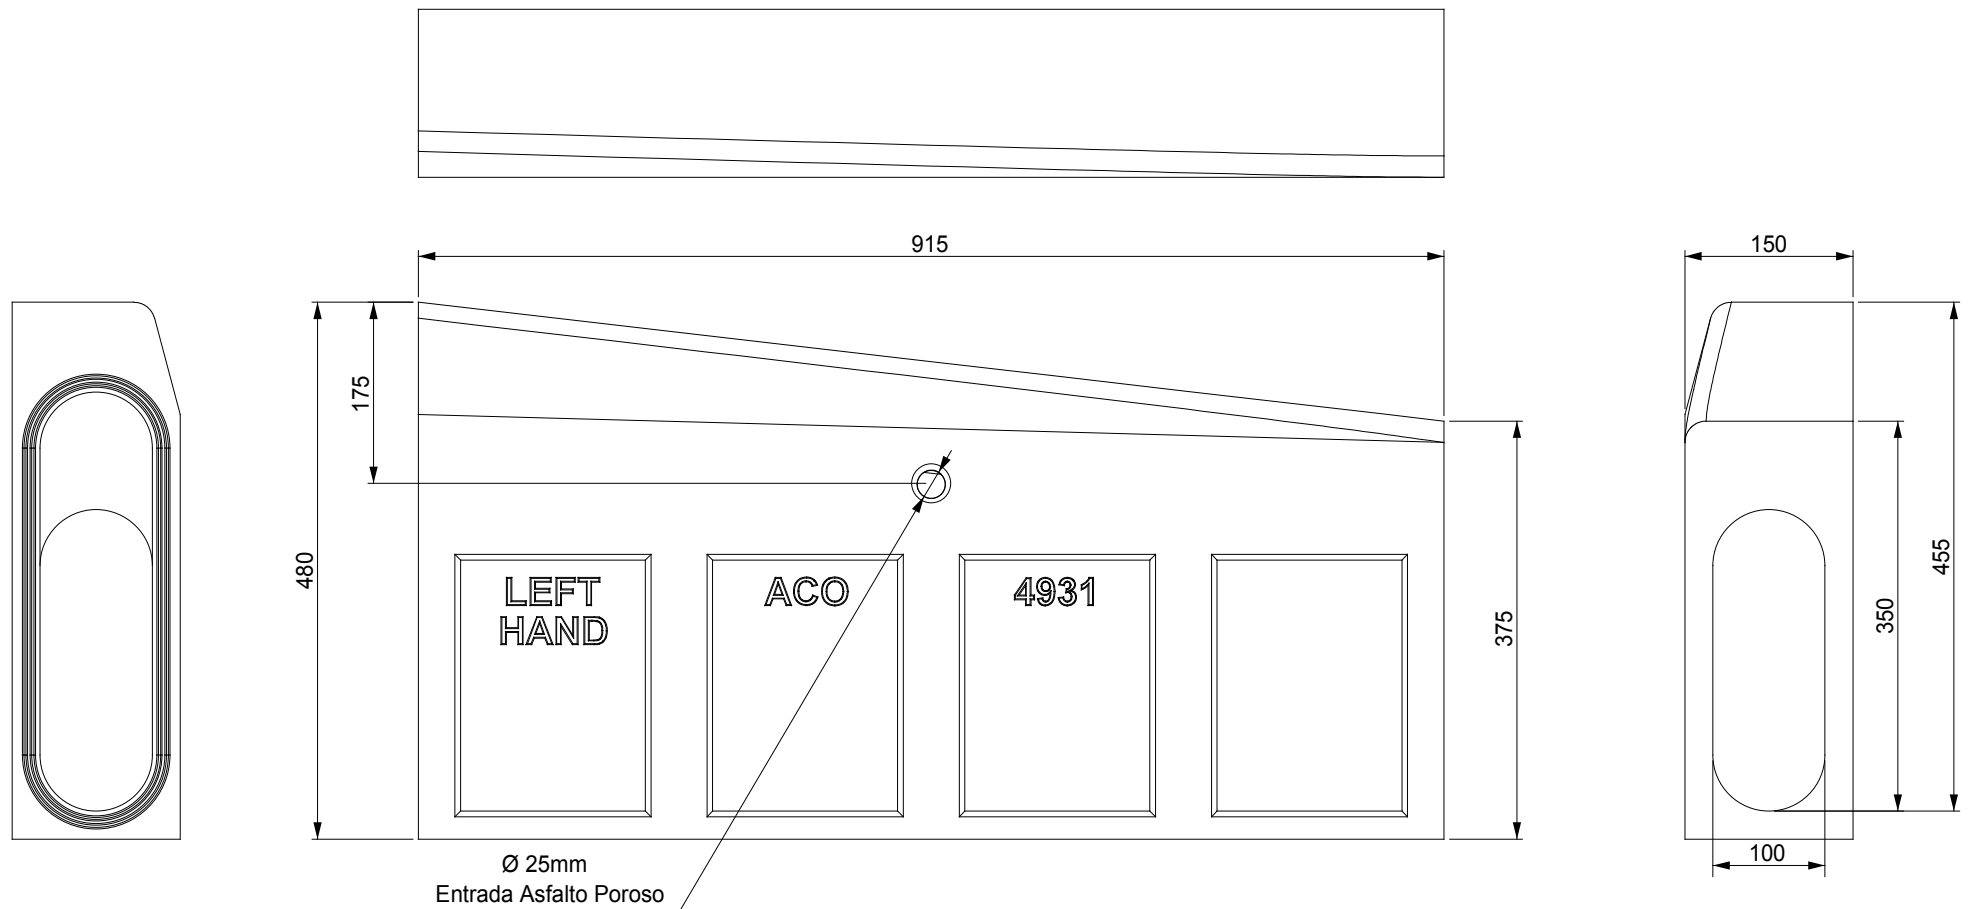 915
150
175
480
LEFT
HAND
ACO
4931
375
350
455
100
Ø 25mm
Entrada Asfalto Poroso